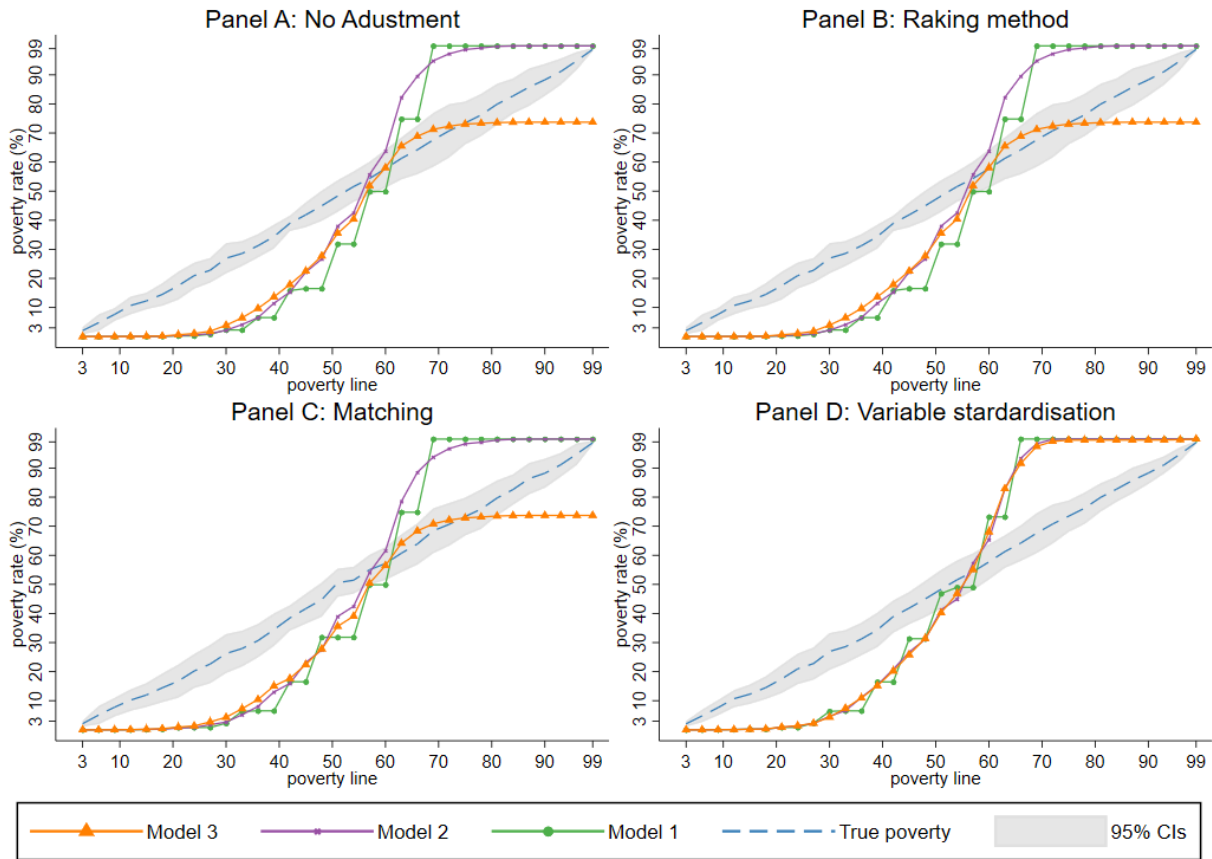 Panel A: No Adustment
Panel B: Raking method
poverty rate (%)
99
90
80
70
60
50
40
30
20
10
3
3 10 20 30 40 50 60 70 80 90 99
poverty line
poverty rate (%)
99
90
80
70
60
50
40
30
20
10
3
3 10 20 30 40 50 60 70 80 90 99
poverty line
Panel C: Matching
Panel D: Variable stardardisation
poverty rate (%)
99
90
80
70
60
50
40
30
20
10
3
3 10 20 30 40 50 60 70 80 90 99
poverty line
poverty rate (%)
99
90
80
70
60
50
40
30
20
10
3
3 10 20 30 40 50 60 70 80 90 99
poverty line
Model 3 Model 2 Model 1 True poverty 95% CIs